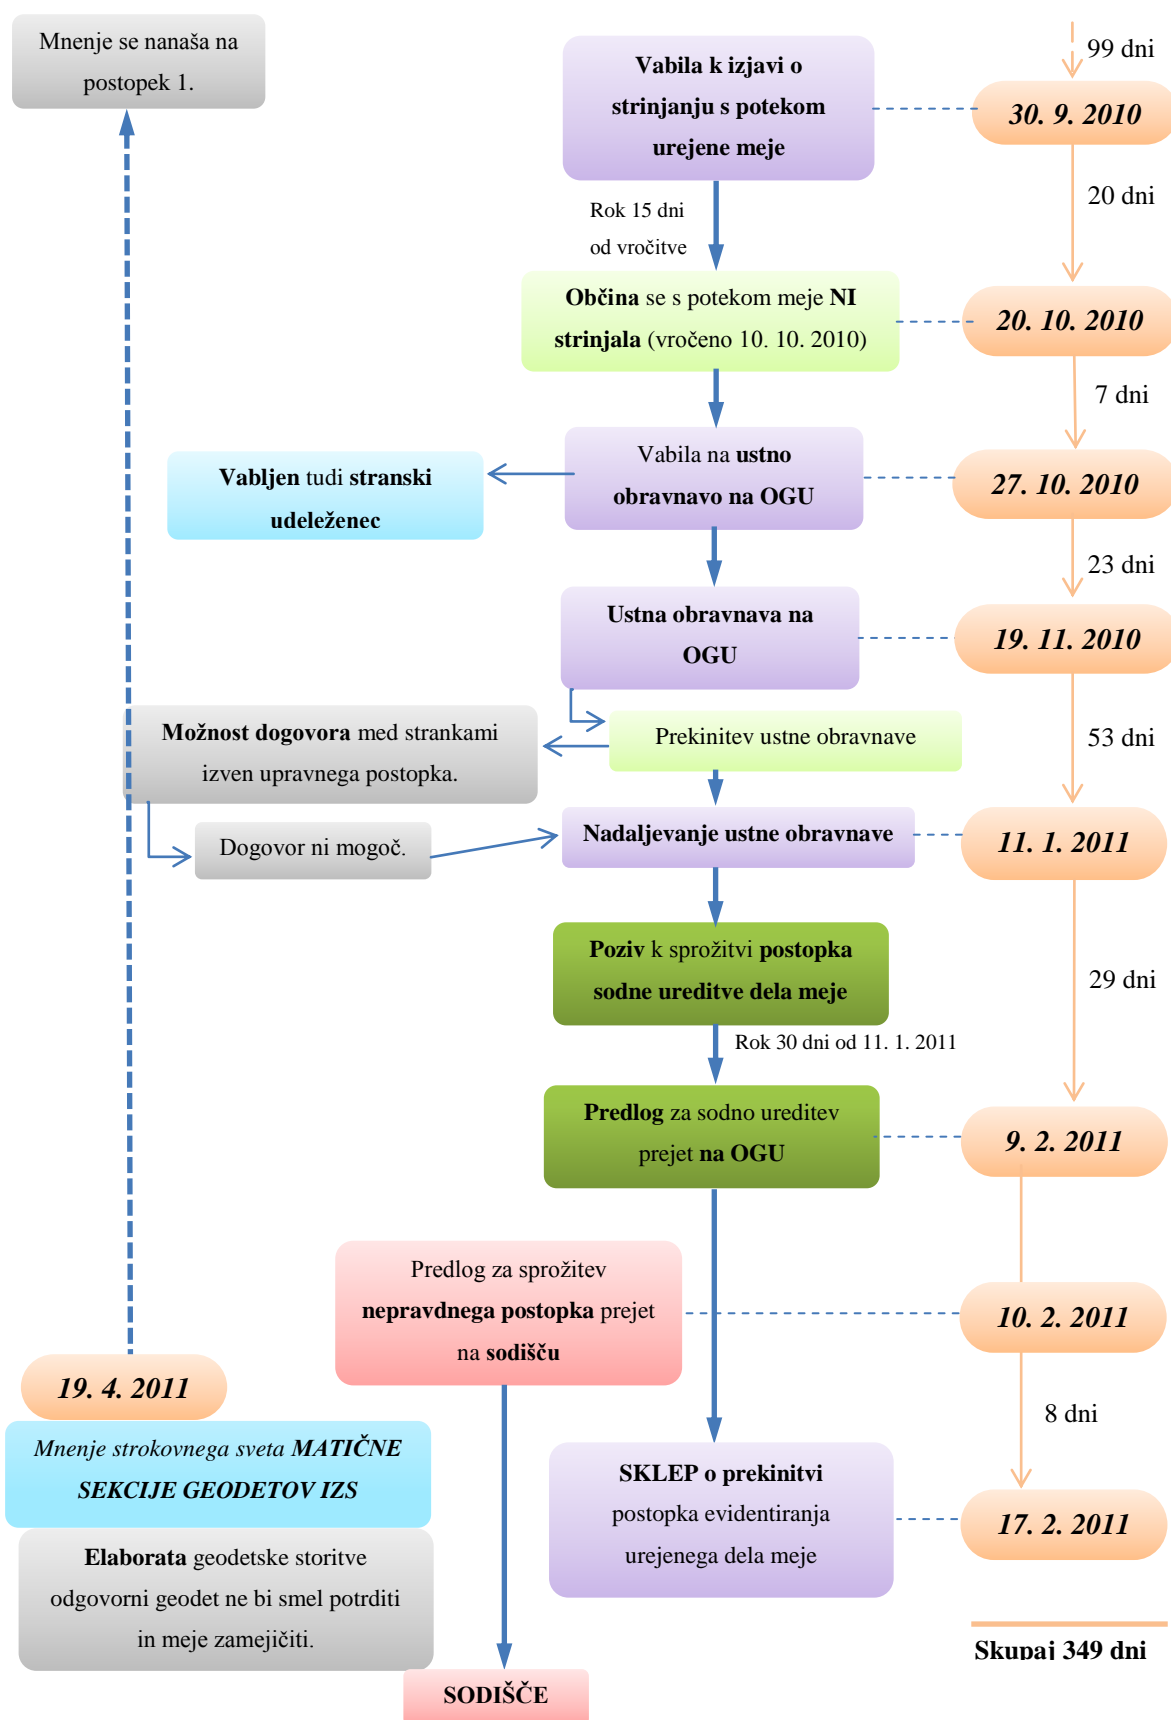 Mnenje se nanaša na
postopek 1.
99 dni
Vabila k izjavi o
strinjanju s potekom
urejene meje
30. 9. 2010
20 dni
Rok 15 dni
od vročitve
Občina se s potekom meje NI
strinjala (vročeno 10. 10. 2010)
20. 10. 2010
7 dni
Vabljen tudi stranski
udeleženec
Vabila na ustno
obravnavo na OGU
27. 10. 2010
23 dni
Ustna obravnava na
OGU
19. 11. 2010
53 dni
Možnost dogovora med strankami
izven upravnega postopka.
Prekinitev ustne obravnave
Dogovor ni mogoč.
Nadaljevanje ustne obravnave
11. 1. 2011
29 dni
Poziv k sprožitvi postopka
sodne ureditve dela meje
Rok 30 dni od 11. 1. 2011
Predlog za sodno ureditev
prejet na OGU
9. 2. 2011
Predlog za sprožitev
nepravdnega postopka prejet
na sodišču
10. 2. 2011
8 dni
19. 4. 2011
Mnenje strokovnega sveta MATIČNE
SEKCIJE GEODETOV IZS
Elaborata geodetske storitve
odgovorni geodet ne bi smel potrditi
in meje zamejičiti.
SKLEP o prekinitvi
postopka evidentiranja
urejenega dela meje
17. 2. 2011
Skupaj 349 dni
SODIŠČE